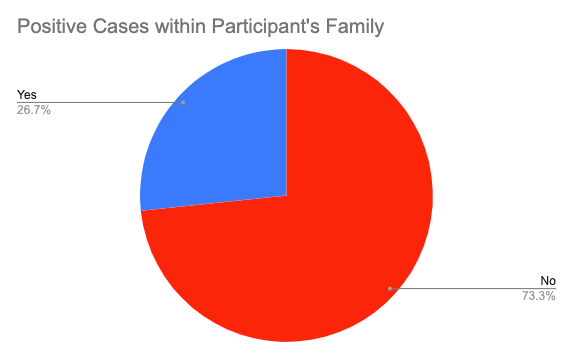 Positive Cases within Participant's Family
Yes
26.7%
No
73.3%